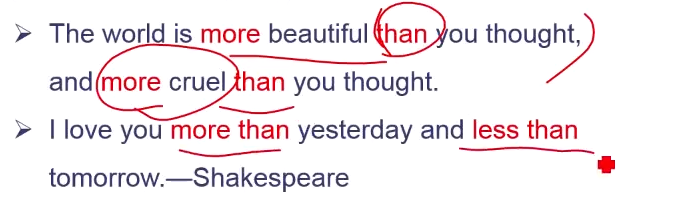 ➢ The world is more beautiful than you thought,
and more cruel than you thought.
➢ I love you more than yesterday and less than
tomorrow.—Shakespeare